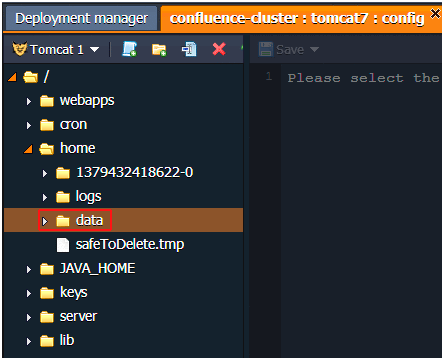 Deployment manager
confluence-cluster : tomcat7 : config
Tomcat 1
Save
/
webapps
cron
home
1379432418622-0
logs
data
safeToDelete.tmp
JAVA_HOME
keys
server
lib
1 Please select the